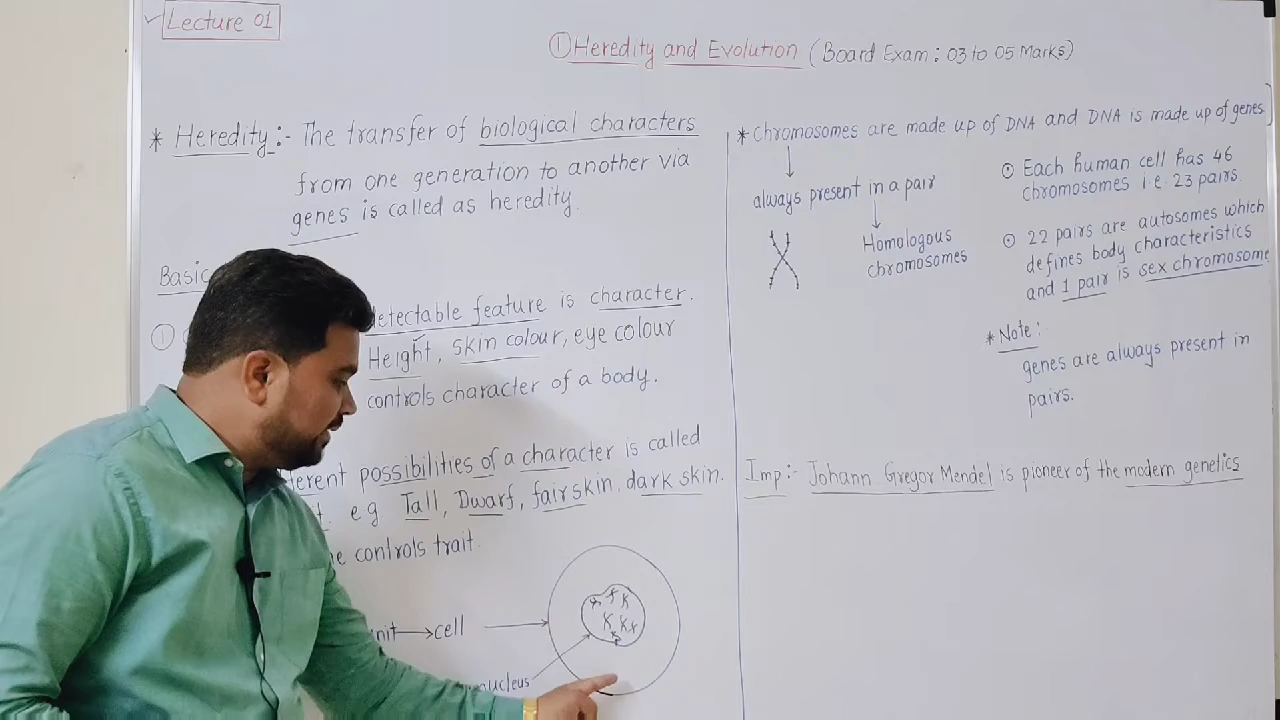 Lecture 01
① Heredity and Evolution (Board Exam: 03 to 05 Marks)
* Heredity:- The transfer of biological characters
from one generation to another via
genes is called as heredity.
Basic
①
detectable feature is character.
Height, skin colour, eye colour
controls character of a body.
possibilities of a character is called
e.g Tall, Dwarf, fair skin, dark skin.
controls trait.
→ cell
nucleus
* Chromosomes are made up of DNA and DNA is made up of genes
always present in a pair
Homologous
chromosomes
⊙ Each human cell has 46
chromosomes i.e. 23 pairs.
⊙ 22 pairs are autosomes which
defines body characteristics
and 1 pair is sex chromosome
* Note:
genes are always present in
pairs.
Imp:- Johann Gregor Mendel is pioneer of the modern genetics